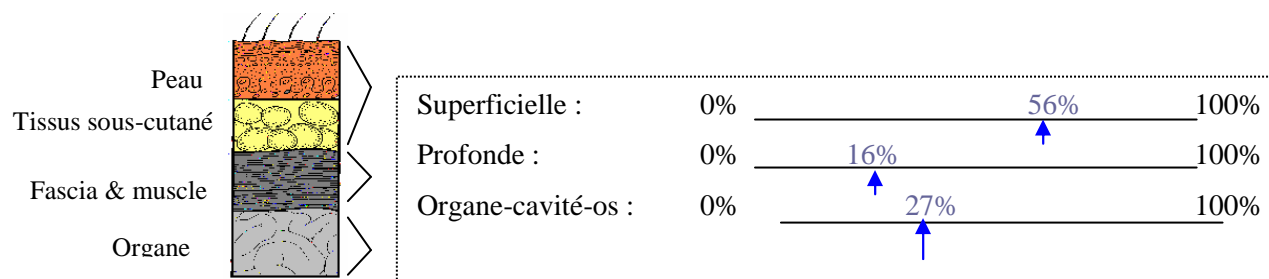 Peau
Tissus sous-cutané
Fascia & muscle
Organe
Superficielle : 0% 56% 100%
Profonde : 0% 16% 100%
Organe-cavité-os : 0% 27% 100%